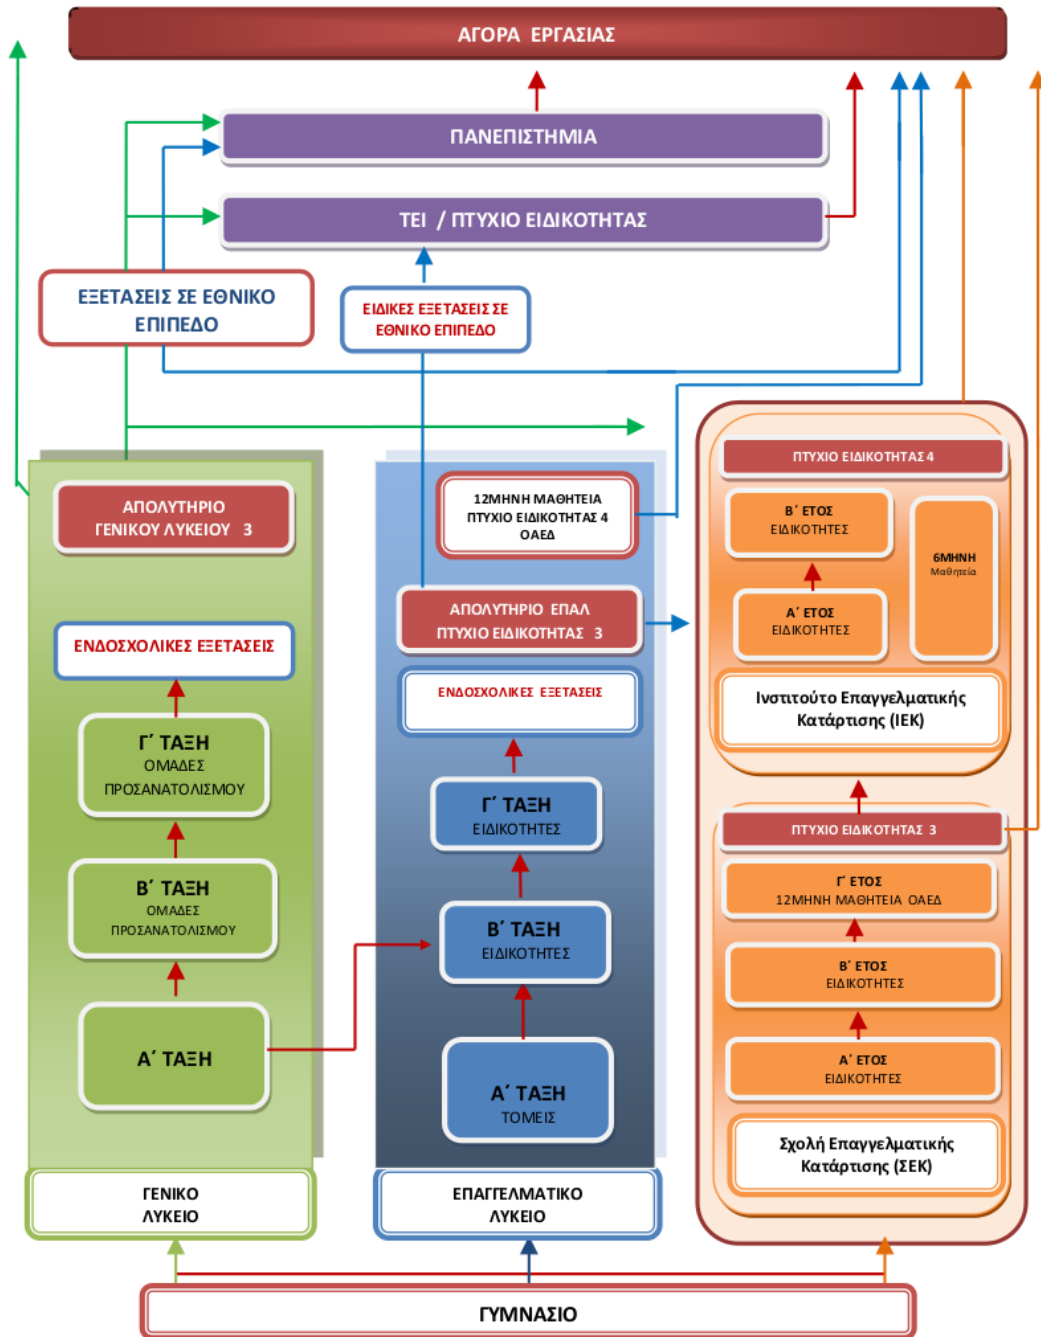 ΑΓΟΡΑ ΕΡΓΑΣΙΑΣ
ΠΑΝΕΠΙΣΤΗΜΙΑ
ΤΕΙ / ΠΤΥΧΙΟ ΕΙΔΙΚΟΤΗΤΑΣ
ΕΞΕΤΑΣΕΙΣ ΣΕ ΕΘΝΙΚΟ
ΕΠΙΠΕΔΟ
ΕΙΔΙΚΕΣ ΕΞΕΤΑΣΕΙΣ ΣΕ
ΕΘΝΙΚΟ ΕΠΙΠΕΔΟ
ΑΠΟΛΥΤΗΡΙΟ
ΓΕΝΙΚΟΥ ΛΥΚΕΙΟΥ 3
ΕΝΔΟΣΧΟΛΙΚΕΣ ΕΞΕΤΑΣΕΙΣ
Γ΄ ΤΑΞΗ
ΟΜΑΔΕΣ
ΠΡΟΣΑΝΑΤΟΛΙΣΜΟΥ
Β΄ ΤΑΞΗ
ΟΜΑΔΕΣ
ΠΡΟΣΑΝΑΤΟΛΙΣΜΟΥ
Α΄ ΤΑΞΗ
ΓΕΝΙΚΟ
ΛΥΚΕΙΟ
12ΜΗΝΗ ΜΑΘΗΤΕΙΑ
ΠΤΥΧΙΟ ΕΙΔΙΚΟΤΗΤΑΣ 4
ΟΑΕΔ
ΑΠΟΛΥΤΗΡΙΟ ΕΠΑΛ
ΠΤΥΧΙΟ ΕΙΔΙΚΟΤΗΤΑΣ 3
ΕΝΔΟΣΧΟΛΙΚΕΣ ΕΞΕΤΑΣΕΙΣ
Γ΄ ΤΑΞΗ
ΕΙΔΙΚΟΤΗΤΕΣ
Β΄ ΤΑΞΗ
ΕΙΔΙΚΟΤΗΤΕΣ
Α΄ ΤΑΞΗ
ΤΟΜΕΙΣ
ΕΠΑΓΓΕΛΜΑΤΙΚΟ
ΛΥΚΕΙΟ
ΠΤΥΧΙΟ ΕΙΔΙΚΟΤΗΤΑΣ 4
Β΄ ΕΤΟΣ
ΕΙΔΙΚΟΤΗΤΕΣ
6ΜΗΝΗ
Μαθητεία
Α΄ ΕΤΟΣ
ΕΙΔΙΚΟΤΗΤΕΣ
Ινστιτούτο Επαγγελματικής
Κατάρτισης (ΙΕΚ)
ΠΤΥΧΙΟ ΕΙΔΙΚΟΤΗΤΑΣ 3
Γ΄ ΕΤΟΣ
12ΜΗΝΗ ΜΑΘΗΤΕΙΑ ΟΑΕΔ
Β΄ ΕΤΟΣ
ΕΙΔΙΚΟΤΗΤΕΣ
Α΄ ΕΤΟΣ
ΕΙΔΙΚΟΤΗΤΕΣ
Σχολή Επαγγελματικής
Κατάρτισης (ΣΕΚ)
ΓΥΜΝΑΣΙΟ